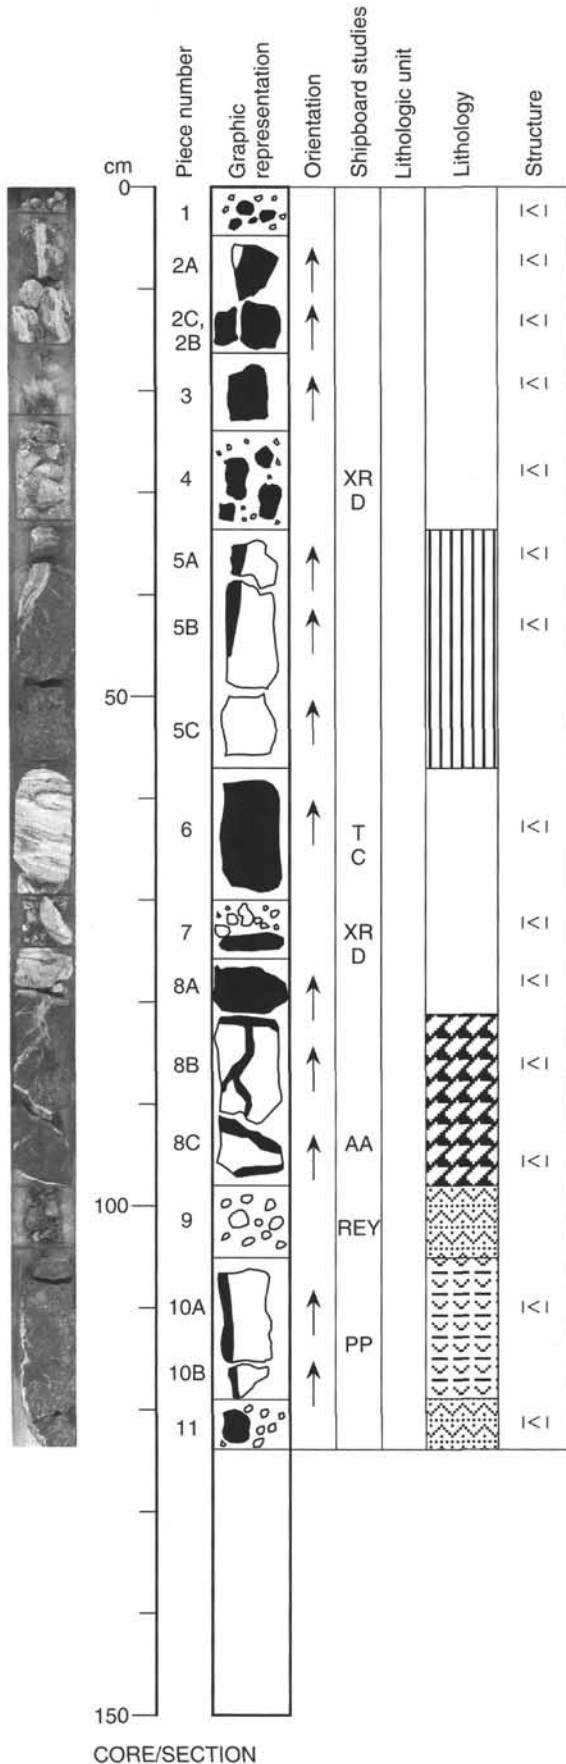 Piece number
Graphic
representation
Orientation
Shipboard studies
Lithologic unit
Lithology
Structure
cm
0
1
2A
2C,
2B
3
4
XR
D
5A
5B
50
5C
6
T
C
7
XR
D
8A
8B
8C
AA
100
9
REY
10A
PP
10B
11
150
CORE/SECTION